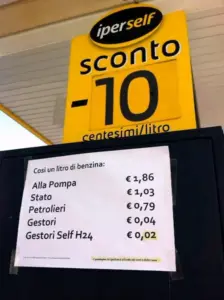 iperself
sconto
-10
centesimi/litro
Così un litro di benzina:
Alla Pompa € 1,86
Stato € 1,03
Petrolieri € 0,79
Gestori € 0,04
Gestori Self H24 € 0,02